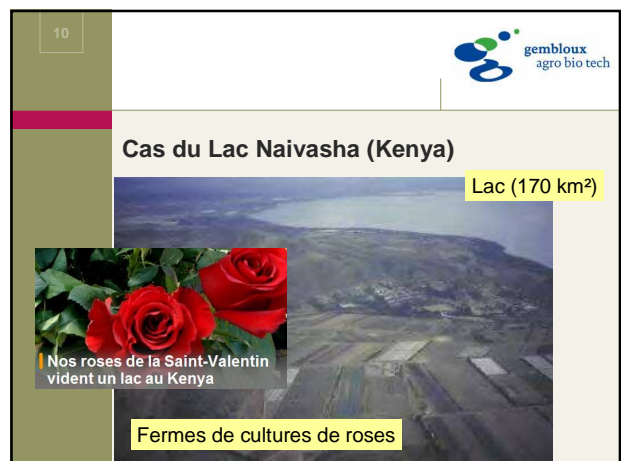 10
gembloux
agro bio tech
Cas du Lac Naivasha (Kenya)
Lac (170 km²)
Nos roses de la Saint-Valentin
vident un lac au Kenya
Fermes de cultures de roses